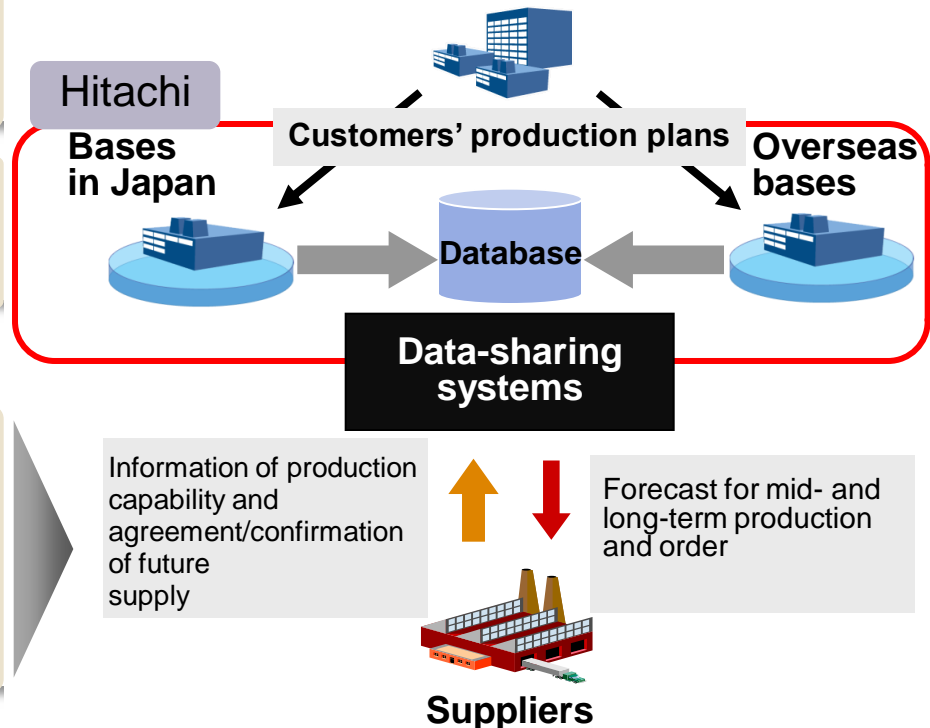 Hitachi
Customers’ production plans
Bases
in Japan
Overseas
bases
Database
Data-sharing
systems
Information of production
capability and
agreement/confirmation
of future
supply
Forecast for mid- and
long-term production
and order
Suppliers